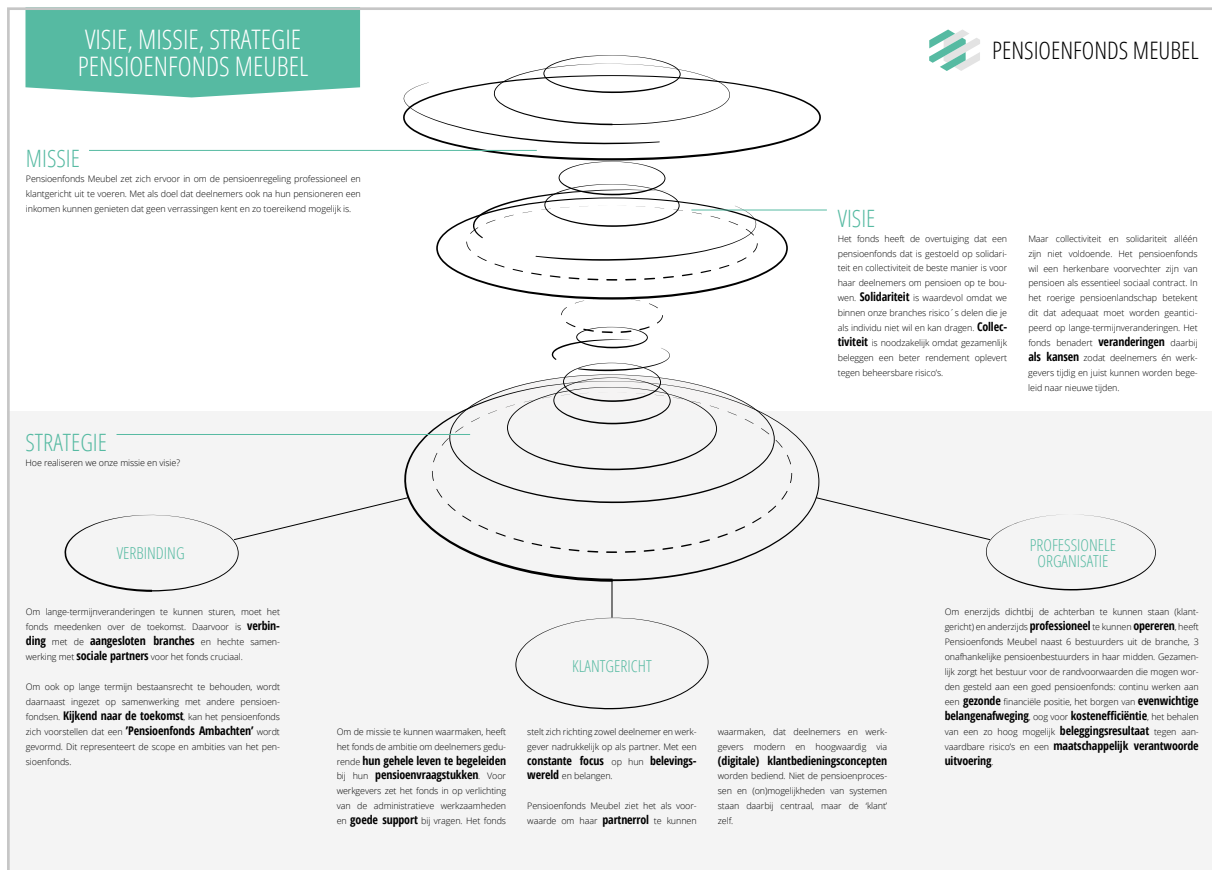 VISIE, MISSIE, STRATEGIE
PENSIOENFONDS MEUBEL
PENSIOENFONDS MEUBEL
MISSIE
Pensioenfonds Meubel zet zich ervoor in om de pensioenregeling professioneel en
klantgericht uit te voeren. Met als doel dat deelnemers ook na hun pensioneren een
inkomen kunnen genieten dat geen verrassingen kent en zo toereikend mogelijk is.
VISIE
Het fonds heeft de overtuiging dat een
pensioenfonds dat is gestoeld op solidari-
teit en collectiviteit de beste manier is voor
haar deelnemers om pensioen op te bou-
wen. Solidariteit is waardevol omdat we
binnen onze branches risico´s delen die je
als individu niet wil en kan dragen. Collec-
tiviteit is noodzakelijk omdat gezamenlijk
beleggen een beter rendement oplevert
tegen beheersbare risico's.
Maar collectiviteit en solidariteit alléén
zijn niet voldoende. Het pensioenfonds
wil een herkenbare voorvechter zijn van
pensioen als essentieel sociaal contract. In
het roerige pensioenlandschap betekent
dit dat adequaat moet worden geantici-
peerd op lange-termijnveranderingen. Het
fonds benadert veranderingen daarbij
als kansen zodat deelnemers én werk-
gevers tijdig en juist kunnen worden bege-
leid naar nieuwe tijden.
STRATEGIE
Hoe realiseren we onze missie en visie?
VERBINDING
Om lange-termijnveranderingen te kunnen sturen, moet het
fonds meedenken over de toekomst. Daarvoor is verbin-
ding met de aangesloten branches en hechte samen-
werking met sociale partners voor het fonds cruciaal.
Om ook op lange termijn bestaansrecht te behouden, wordt
daarnaast ingezet op samenwerking met andere pensioen-
fondsen. Kijkend naar de toekomst, kan het pensioenfonds
zich voorstellen dat een 'Pensioenfonds Ambachten' wordt
gevormd. Dit representeert de scope en ambities van het pen-
sioenfonds.
KLANTGERICHT
Om de missie te kunnen waarmaken, heeft
het fonds de ambitie om deelnemers gedu-
rende hun gehele leven te begeleiden
bij hun pensioenvraagstukken. Voor
werkgevers zet het fonds in op verlichting
van de administratieve werkzaamheden
en goede support bij vragen. Het fonds
stelt zich richting zowel deelnemer en werk-
gever nadrukkelijk op als partner. Met een
constante focus op hun belevings-
wereld en belangen.
Pensioenfonds Meubel ziet het als voor-
waarde om haar partnerrol te kunnen
waarmaken, dat deelnemers en werk-
gevers modern en hoogwaardig via
(digitale) klantbedieningsconcepten
worden bediend. Niet de pensioenproces-
sen en (on)mogelijkheden van systemen
staan daarbij centraal, maar de 'klant'
zelf.
PROFESSIONELE
ORGANISATIE
Om enerzijds dichtbij de achterban te kunnen staan (klant-
gericht) en anderzijds professioneel te kunnen opereren, heeft
Pensioenfonds Meubel naast 6 bestuurders uit de branche, 3
onafhankelijke pensioenbestuurders in haar midden. Gezamen-
lijk zorgt het bestuur voor de randvoorwaarden die mogen wor-
den gesteld aan een goed pensioenfonds: continu werken aan
een gezonde financiële positie, het borgen van evenwichtige
belangenafweging, oog voor kostenefficiëntie, het behalen
van een zo hoog mogelijk beleggingsresultaat tegen aan-
vaardbare risico's en een maatschappelijk verantwoorde
uitvoering.